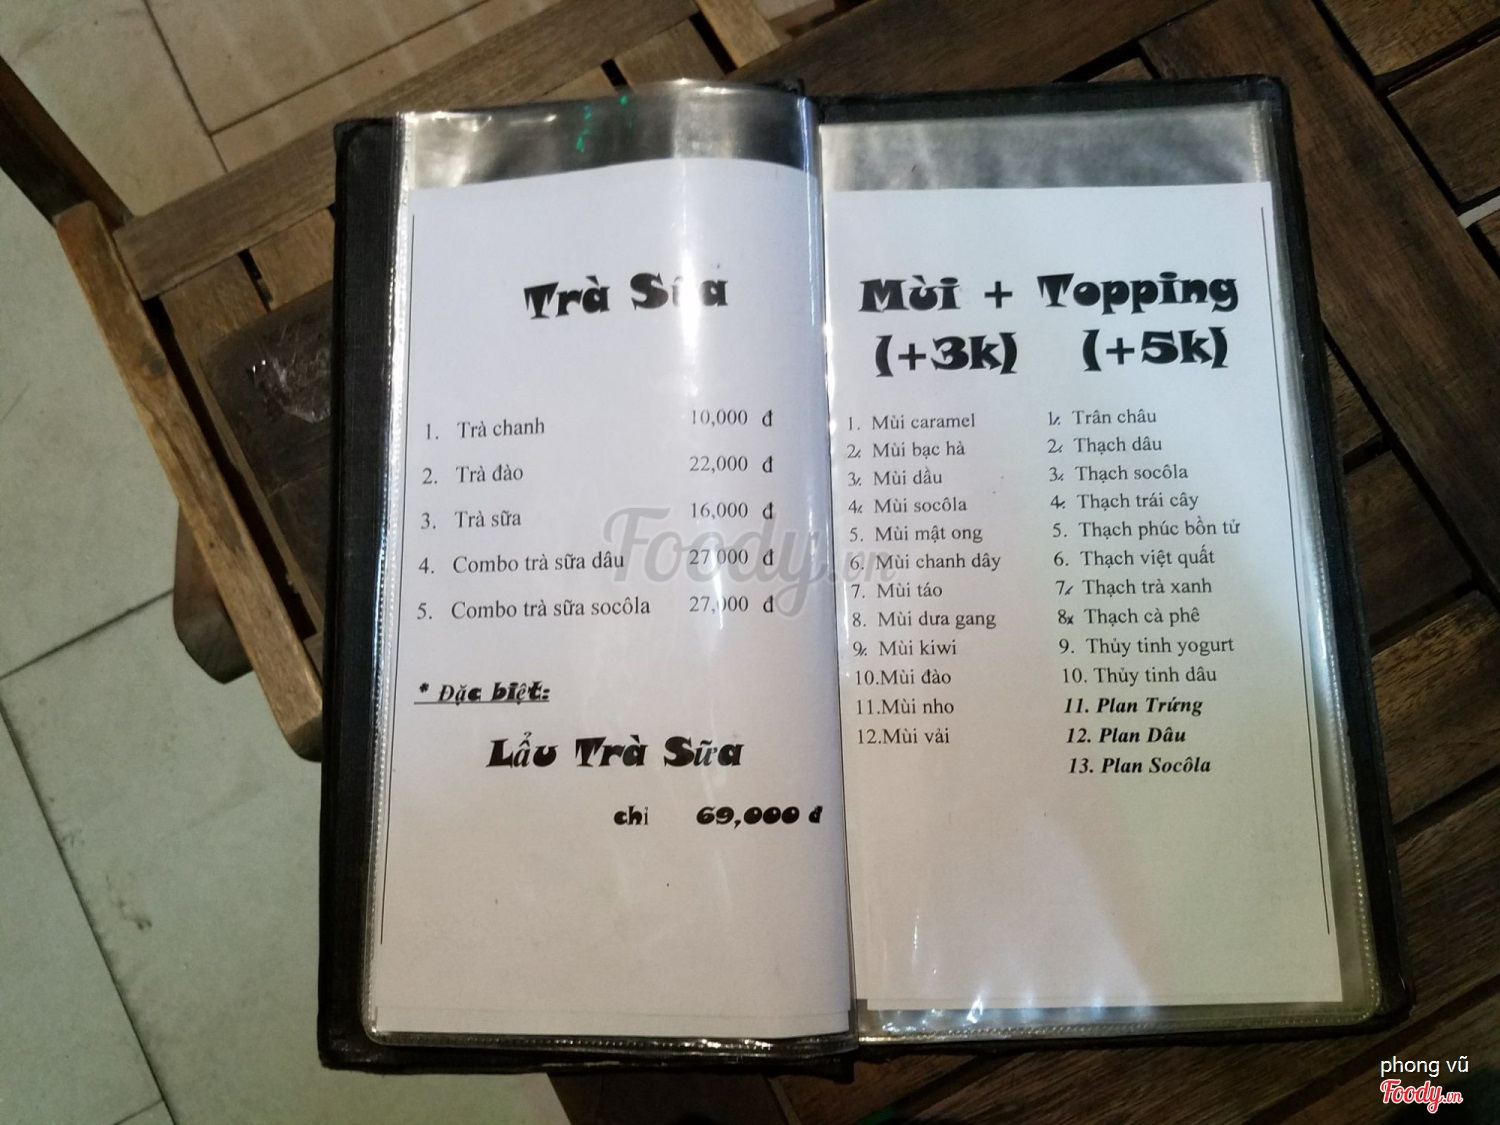 Trà Sữa
1. Trà chanh 10,000 đ
2. Trà đào 22,000 đ
3. Trà sữa 16,000 đ
4. Combo trà sữa dâu 27,000 đ
5. Combo trà sữa socôla 27,000 đ
* Đặc biệt:
Lẩu Trà Sữa
chỉ 69,000 đ
Mùi + Topping
(+3k) (+5k)
1. Mùi caramel
2. Mùi bạc hà
3. Mùi dầu
4. Mùi socôla
5. Mùi mật ong
6. Mùi chanh dây
7. Mùi táo
8. Mùi dưa gang
9. Mùi kiwi
10.Mùi đào
11.Mùi nho
12.Mùi vải
1. Trân châu
2. Thạch dâu
3. Thạch socôla
4. Thạch trái cây
5. Thạch phúc bồn tử
6. Thạch việt quất
7. Thạch trà xanh
8. Thạch cà phê
9. Thủy tinh yogurt
10. Thủy tinh dâu
11. Plan Trứng
12. Plan Dâu
13. Plan Socôla
Foody.vn
phong vũ
Foody.vn